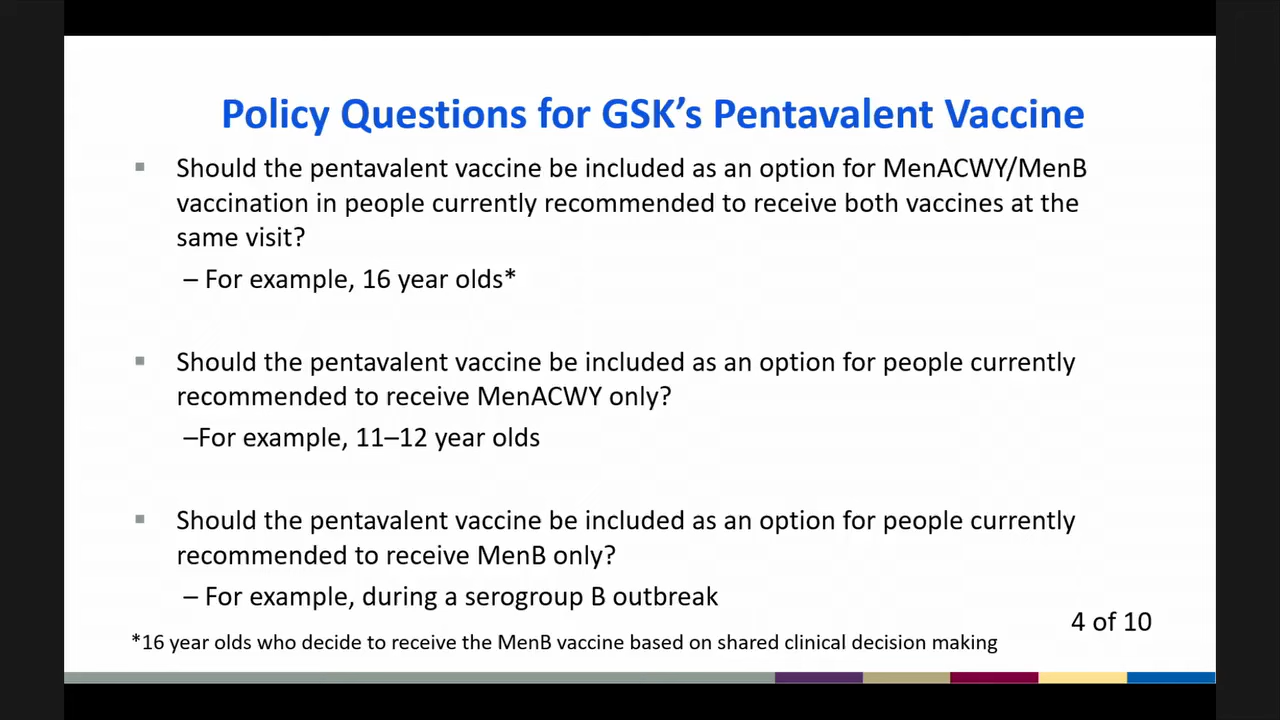 Policy Questions for GSK's Pentavalent Vaccine
▪ Should the pentavalent vaccine be included as an option for MenACWY/MenB
vaccination in people currently recommended to receive both vaccines at the
same visit?
– For example, 16 year olds*
▪ Should the pentavalent vaccine be included as an option for people currently
recommended to receive MenACWY only?
–For example, 11–12 year olds
▪ Should the pentavalent vaccine be included as an option for people currently
recommended to receive MenB only?
– For example, during a serogroup B outbreak
4 of 10
*16 year olds who decide to receive the MenB vaccine based on shared clinical decision making